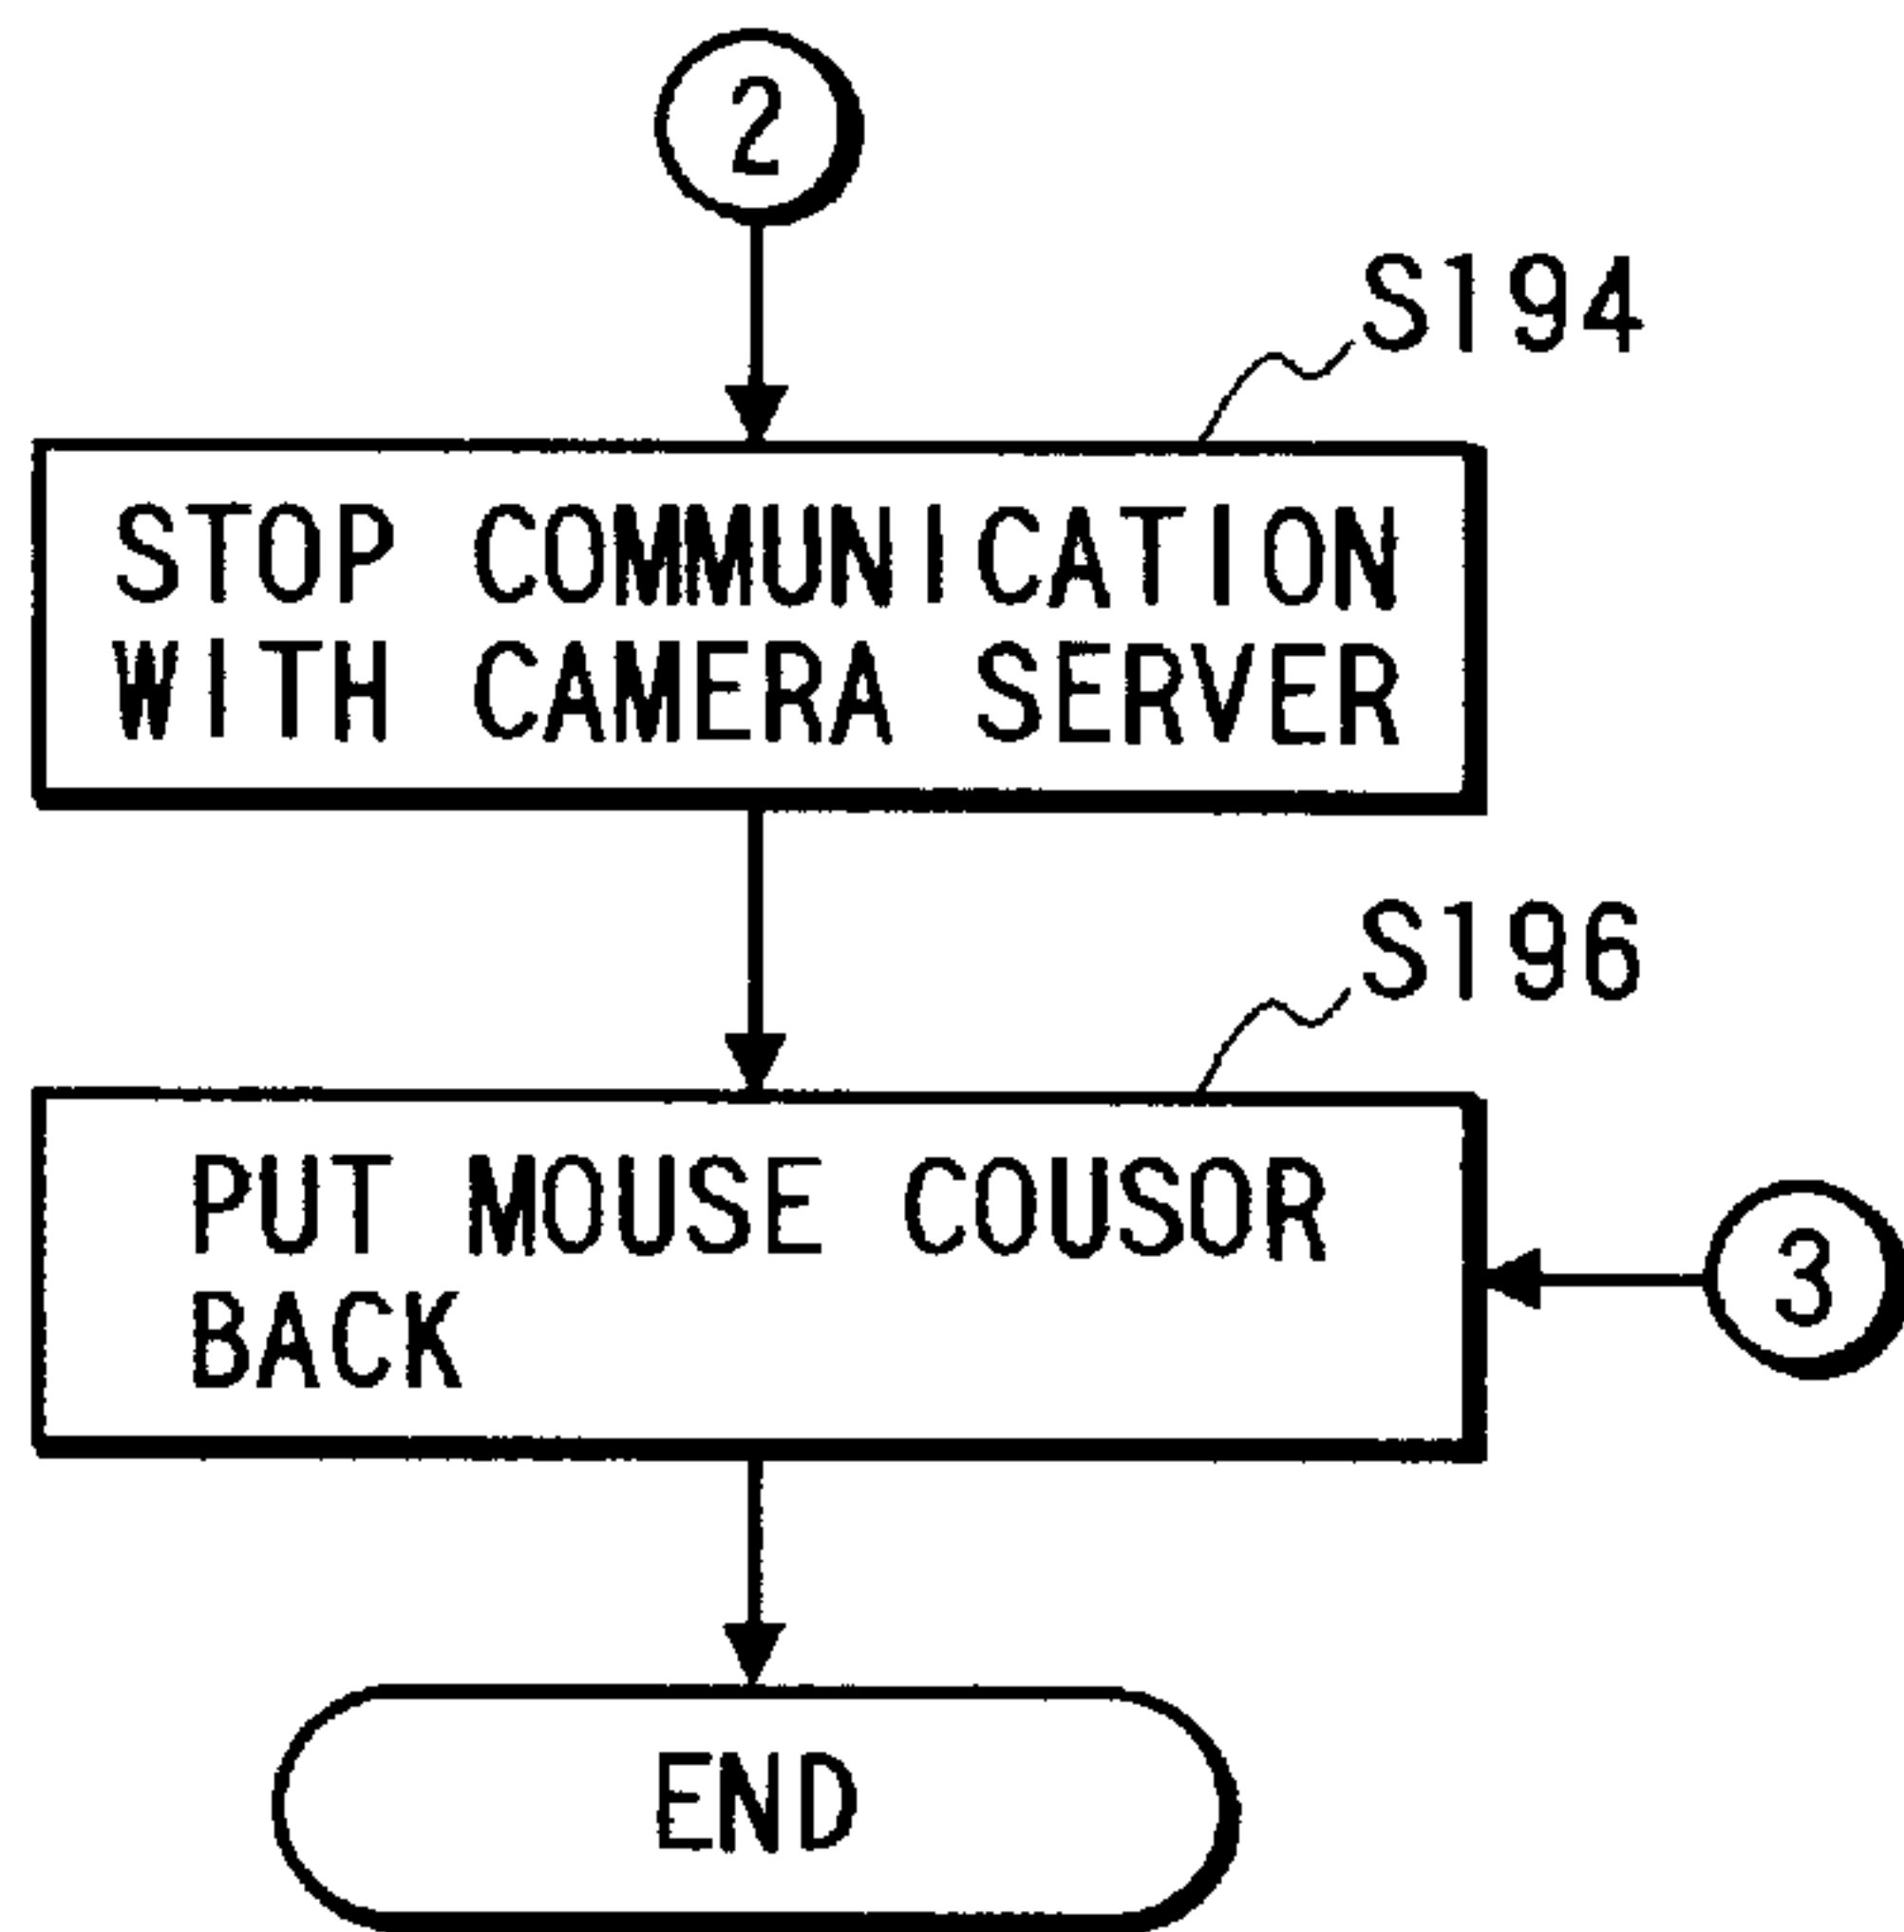 2
S194
STOP COMMUNICATION
WITH CAMERA SERVER
S196
PUT MOUSE COUSOR
BACK
3
END